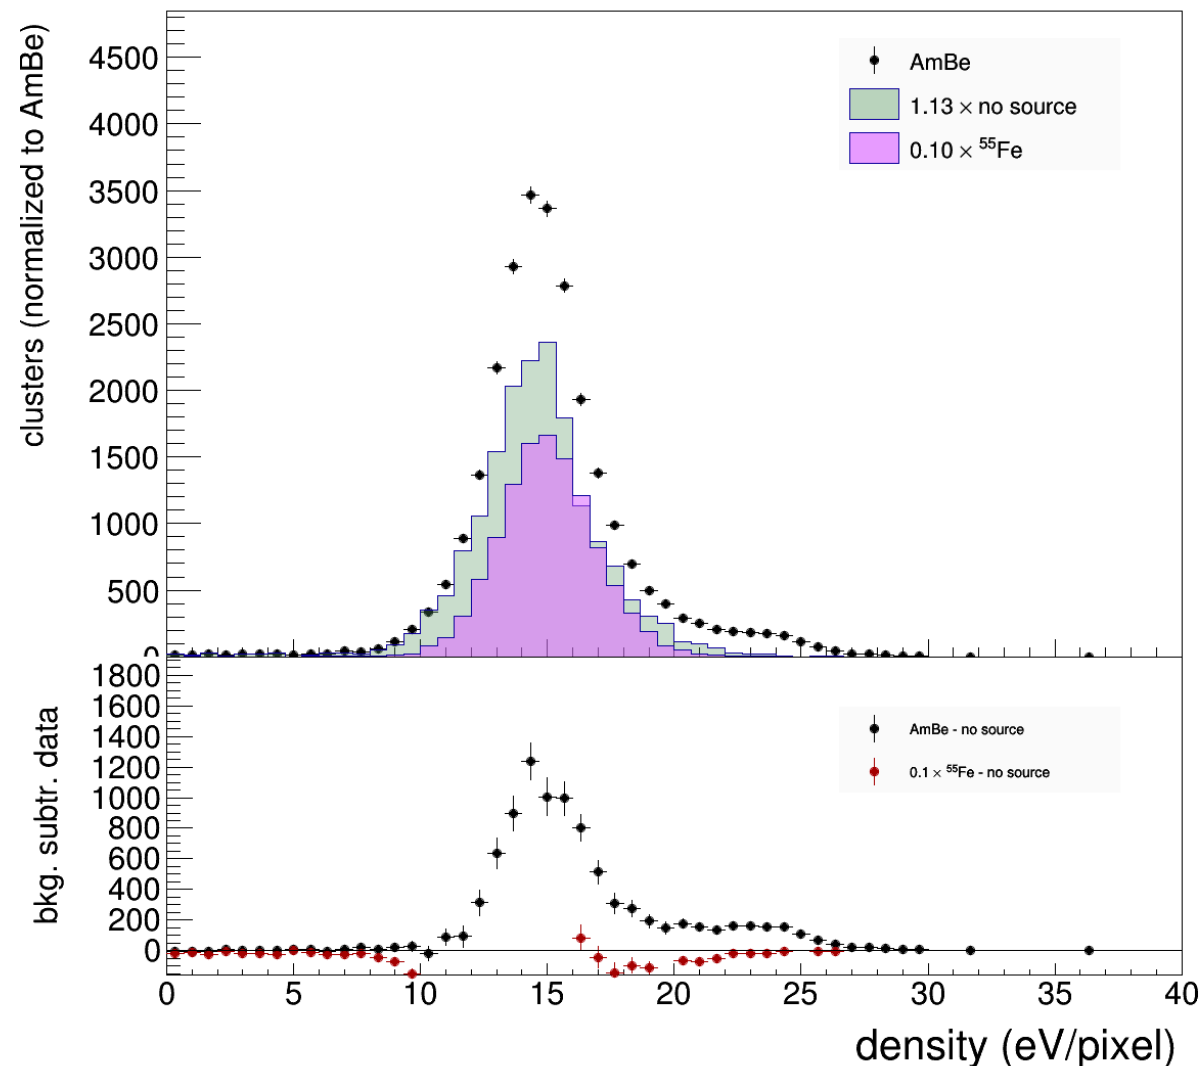 clusters (normalized to AmBe)
4500
4000
3500
3000
2500
2000
1500
1000
500
0
AmBe
1.13 × no source
0.10 × ⁵⁵Fe
bkg. subtr. data
1800
1600
1400
1200
1000
800
600
400
200
0
AmBe - no source
0.1 × ⁵⁵Fe - no source
0 5 10 15 20 25 30 35 40
density (eV/pixel)